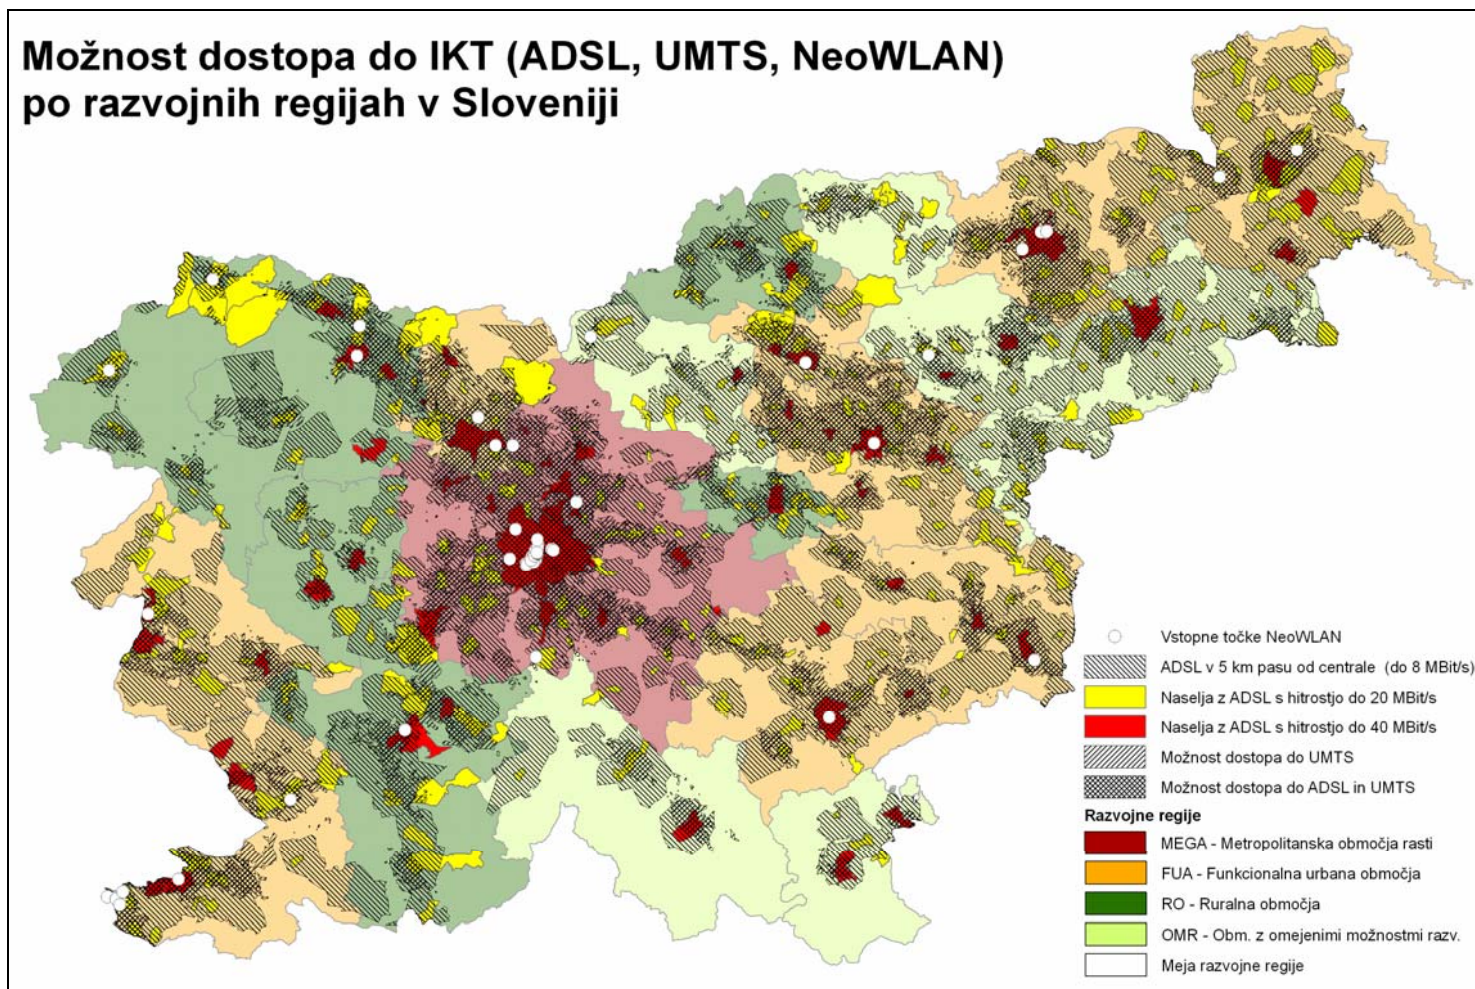 Možnost dostopa do IKT (ADSL, UMTS, NeoWLAN)
po razvojnih regijah v Sloveniji
Vstopne točke NeoWLAN
ADSL v 5 km pasu od centrale (do 8 MBit/s)
Naselja z ADSL s hitrostjo do 20 MBit/s
Naselja z ADSL s hitrostjo do 40 MBit/s
Možnost dostopa do UMTS
Možnost dostopa do ADSL in UMTS
Razvojne regije
MEGA - Metropolitanska območja rasti
FUA - Funkcionalna urbana območja
RO - Ruralna območja
OMR - Obm. z omejenimi možnostmi razv.
Meja razvojne regije